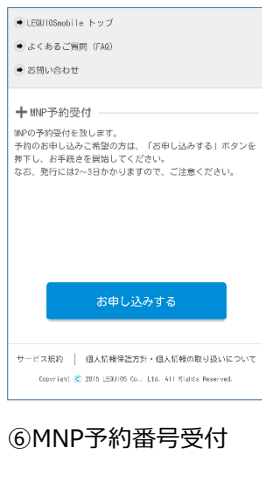 LEQUIOSmobile トップ
よくあるご質問 (FAQ)
お問い合わせ
MNP予約受付
MNPの予約受付を致します。
予約のお申し込みご希望の方は、「お申し込みする」ボタンを
押下し、お手続きを開始してください。
なお、発行には2〜3日かかりますので、ご注意ください。
お申し込みする
サービス規約 | 個人情報保護方針・個人情報の取り扱いについて
Copyright © 2015 LEQUIOS Co., Ltd. All Rights Reserved.
⑥MNP予約番号受付